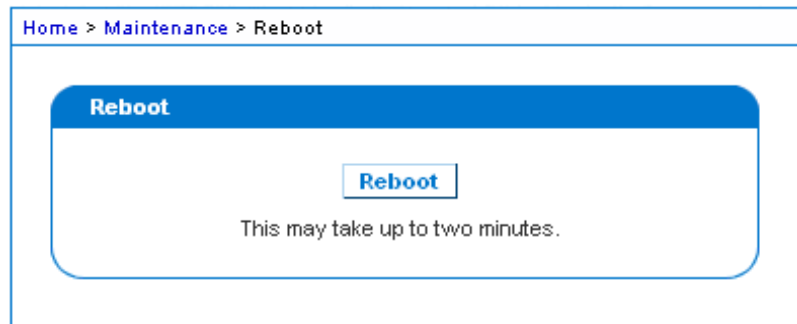 Home > Maintenance > Reboot
Reboot
Reboot
This may take up to two minutes.